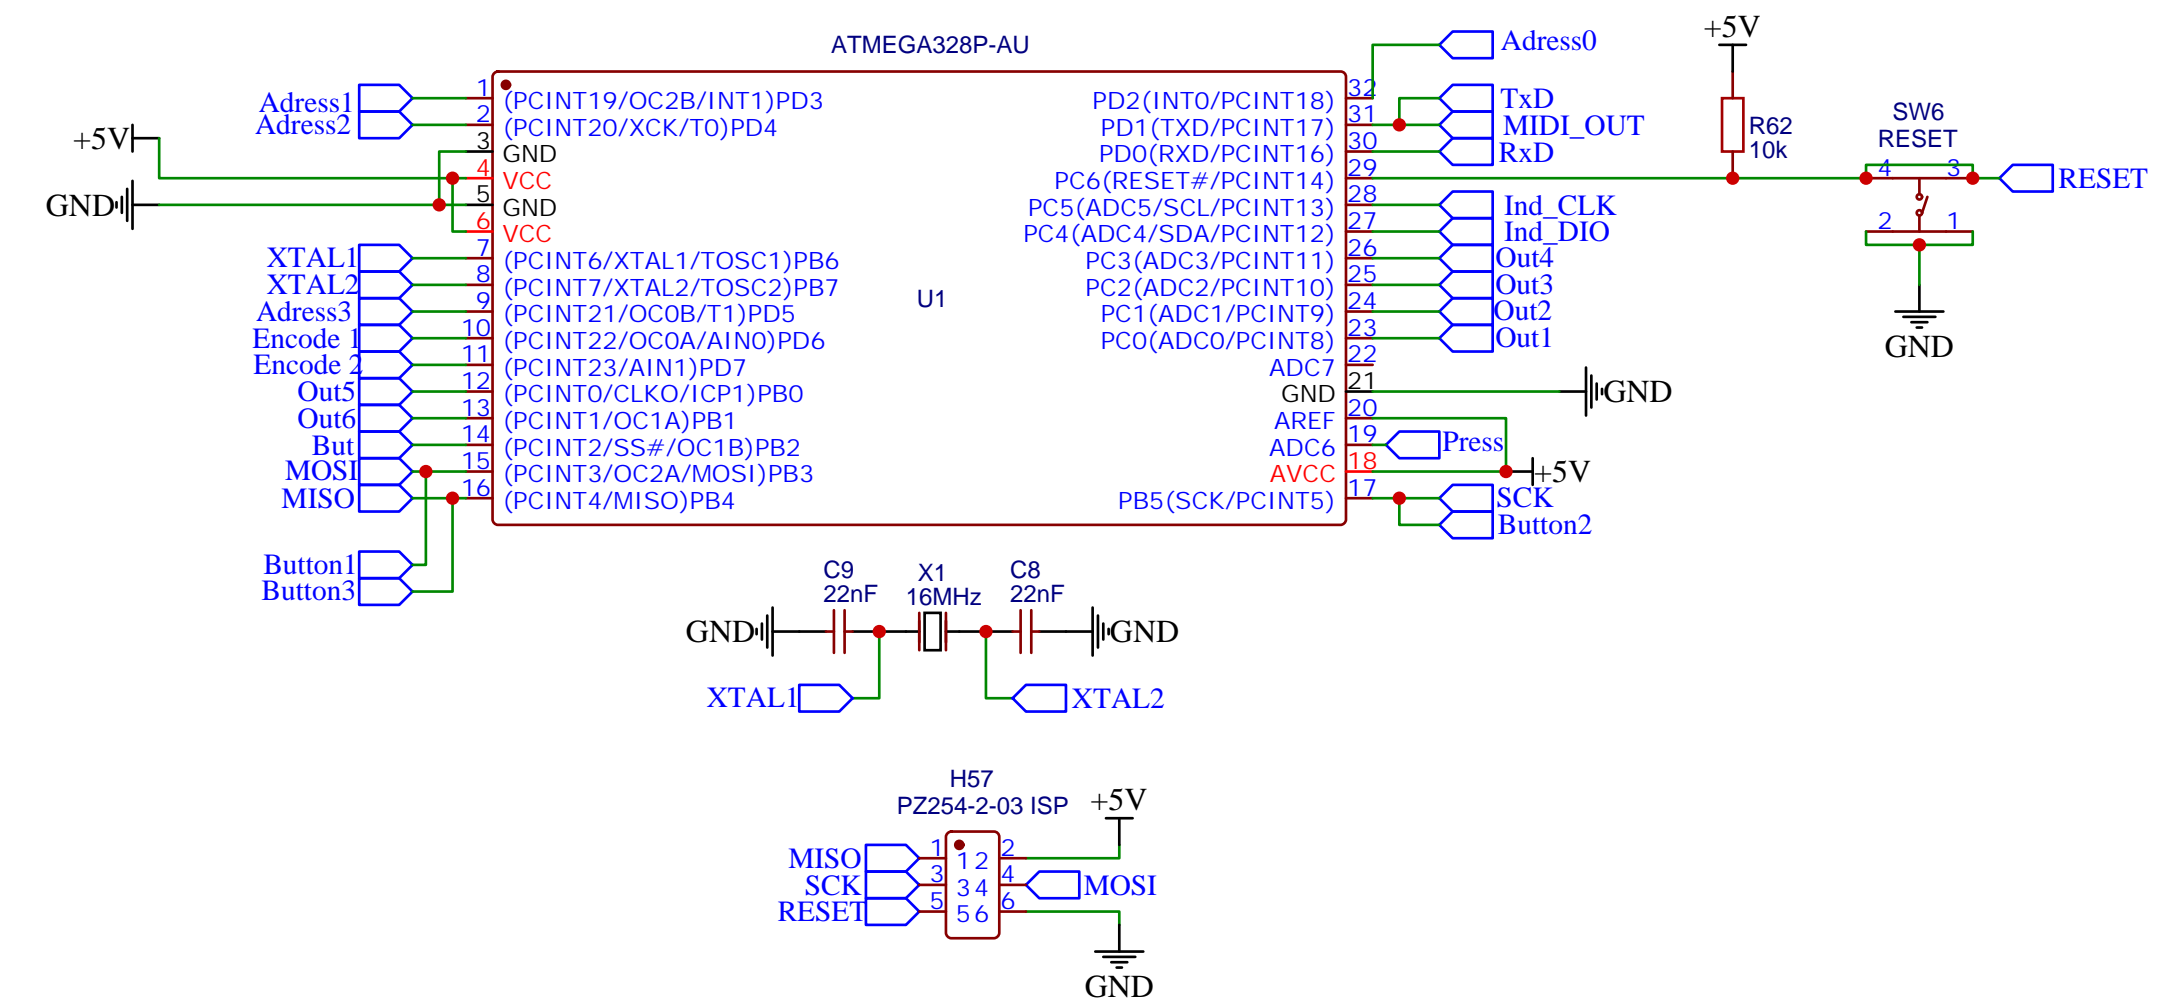 ATMEGA328P-AU
U1
Adress1
Adress2
+5V
GND
XTAL1
XTAL2
Adress3
Encode 1
Encode 2
Out5
Out6
But
MOSI
MISO
Button1
Button3
1 (PCINT19/OC2B/INT1)PD3
2 (PCINT20/XCK/T0)PD4
3 GND
4 VCC
5 GND
6 VCC
7 (PCINT6/XTAL1/TOSC1)PB6
8 (PCINT7/XTAL2/TOSC2)PB7
9 (PCINT21/OC0B/T1)PD5
10 (PCINT22/OC0A/AIN0)PD6
11 (PCINT23/AIN1)PD7
12 (PCINT0/CLKO/ICP1)PB0
13 (PCINT1/OC1A)PB1
14 (PCINT2/SS#/OC1B)PB2
15 (PCINT3/OC2A/MOSI)PB3
16 (PCINT4/MISO)PB4
PD2(INT0/PCINT18) 32
PD1(TXD/PCINT17) 31
PD0(RXD/PCINT16) 30
PC6(RESET#/PCINT14) 29
PC5(ADC5/SCL/PCINT13) 28
PC4(ADC4/SDA/PCINT12) 27
PC3(ADC3/PCINT11) 26
PC2(ADC2/PCINT10) 25
PC1(ADC1/PCINT9) 24
PC0(ADC0/PCINT8) 23
ADC7 22
GND 21
AREF 20
ADC6 19
AVCC 18
PB5(SCK/PCINT5) 17
Adress0
TxD
MIDI_OUT
RxD
Ind_CLK
Ind_DIO
Out4
Out3
Out2
Out1
GND
Press
+5V
SCK
Button2
+5V
R62
10k
SW6
RESET
4 3
2 1
RESET
GND
C9
22nF
X1
16MHz
C8
22nF
GND
GND
XTAL1
XTAL2
H57
PZ254-2-03 ISP
+5V
MISO 1 1 2 2
SCK 3 3 4 4 MOSI
RESET 5 5 6 6
GND